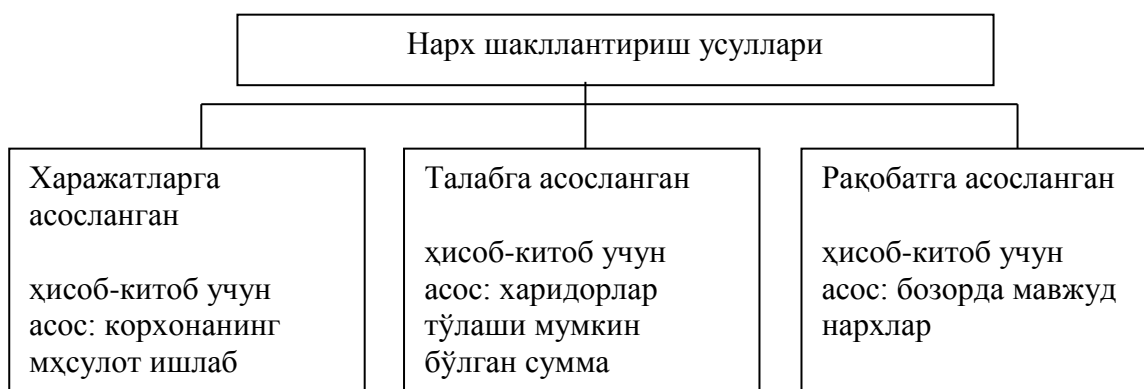 Нарх шакллантириш усуллари
Харажатларга
асосланган
ҳисоб-китоб учун
асос: корхонанинг
мҳсулот ишлаб
Талабга асосланган
ҳисоб-китоб учун
асос: харидорлар
тўлаши мумкин
бўлган сумма
Рақобатга асосланган
ҳисоб-китоб учун
асос: бозорда мавжуд
нархлар